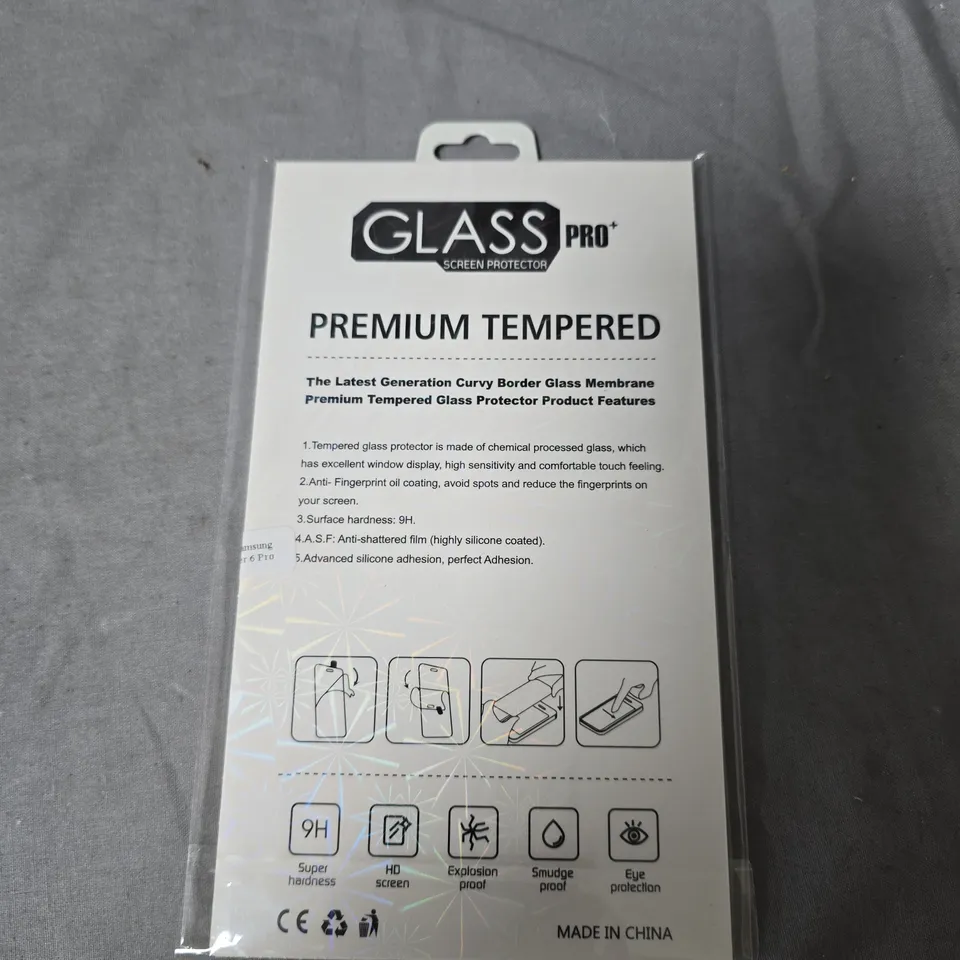 GLASS PRO+
SCREEN PROTECTOR
PREMIUM TEMPERED
The Latest Generation Curvy Border Glass Membrane
Premium Tempered Glass Protector Product Features
1.Tempered glass protector is made of chemical processed glass, which
has excellent window display, high sensitivity and comfortable touch feeling.
2.Anti- Fingerprint oil coating, avoid spots and reduce the fingerprints on
your screen.
3.Surface hardness: 9H.
4.A.S.F: Anti-shattered film (highly silicone coated).
5.Advanced silicone adhesion, perfect Adhesion.
6 Pro
9H
Super
hardness
HD
screen
Explosion
proof
Smudge
proof
Eye
protection
CE
MADE IN CHINA